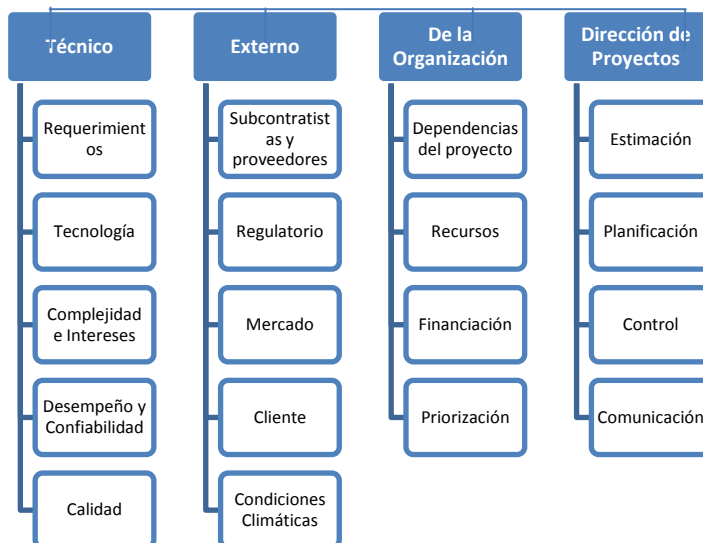 Técnico
Requerimient
os
Tecnología
Complejidad
e Intereses
Desempeño y
Confiabilidad
Calidad
Externo
Subcontratist
as y
proveedores
Regulatorio
Mercado
Cliente
Condiciones
Climáticas
De la
Organización
Dependencias
del proyecto
Recursos
Financiación
Priorización
Dirección de
Proyectos
Estimación
Planificación
Control
Comunicación